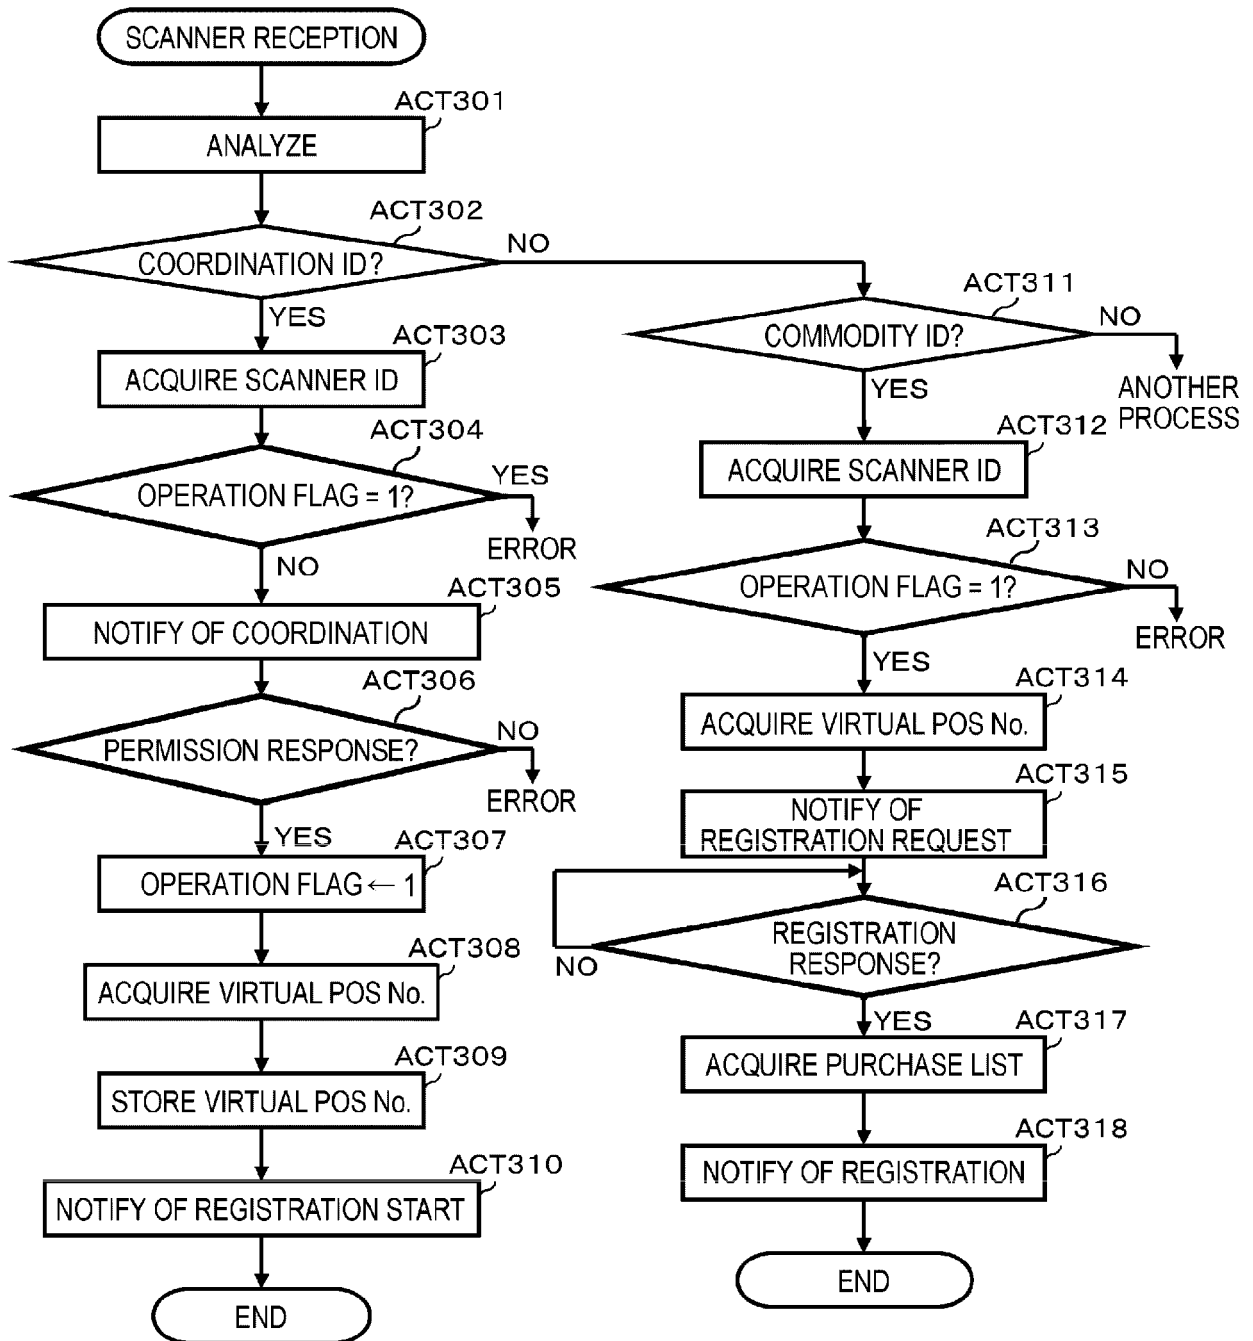 SCANNER RECEPTION
ACT301
ANALYZE
ACT302
COORDINATION ID?
NO
YES
ACT303
ACQUIRE SCANNER ID
ACT304
OPERATION FLAG = 1?
YES
ERROR
NO
ACT305
NOTIFY OF COORDINATION
ACT306
PERMISSION RESPONSE?
NO
ERROR
YES
ACT307
OPERATION FLAG ← 1
ACT308
ACQUIRE VIRTUAL POS No.
ACT309
STORE VIRTUAL POS No.
ACT310
NOTIFY OF REGISTRATION START
END
ACT311
COMMODITY ID?
NO
ANOTHER
PROCESS
YES
ACT312
ACQUIRE SCANNER ID
ACT313
OPERATION FLAG = 1?
NO
ERROR
YES
ACT314
ACQUIRE VIRTUAL POS No.
ACT315
NOTIFY OF
REGISTRATION REQUEST
ACT316
REGISTRATION
RESPONSE?
NO
YES
ACT317
ACQUIRE PURCHASE LIST
ACT318
NOTIFY OF REGISTRATION
END